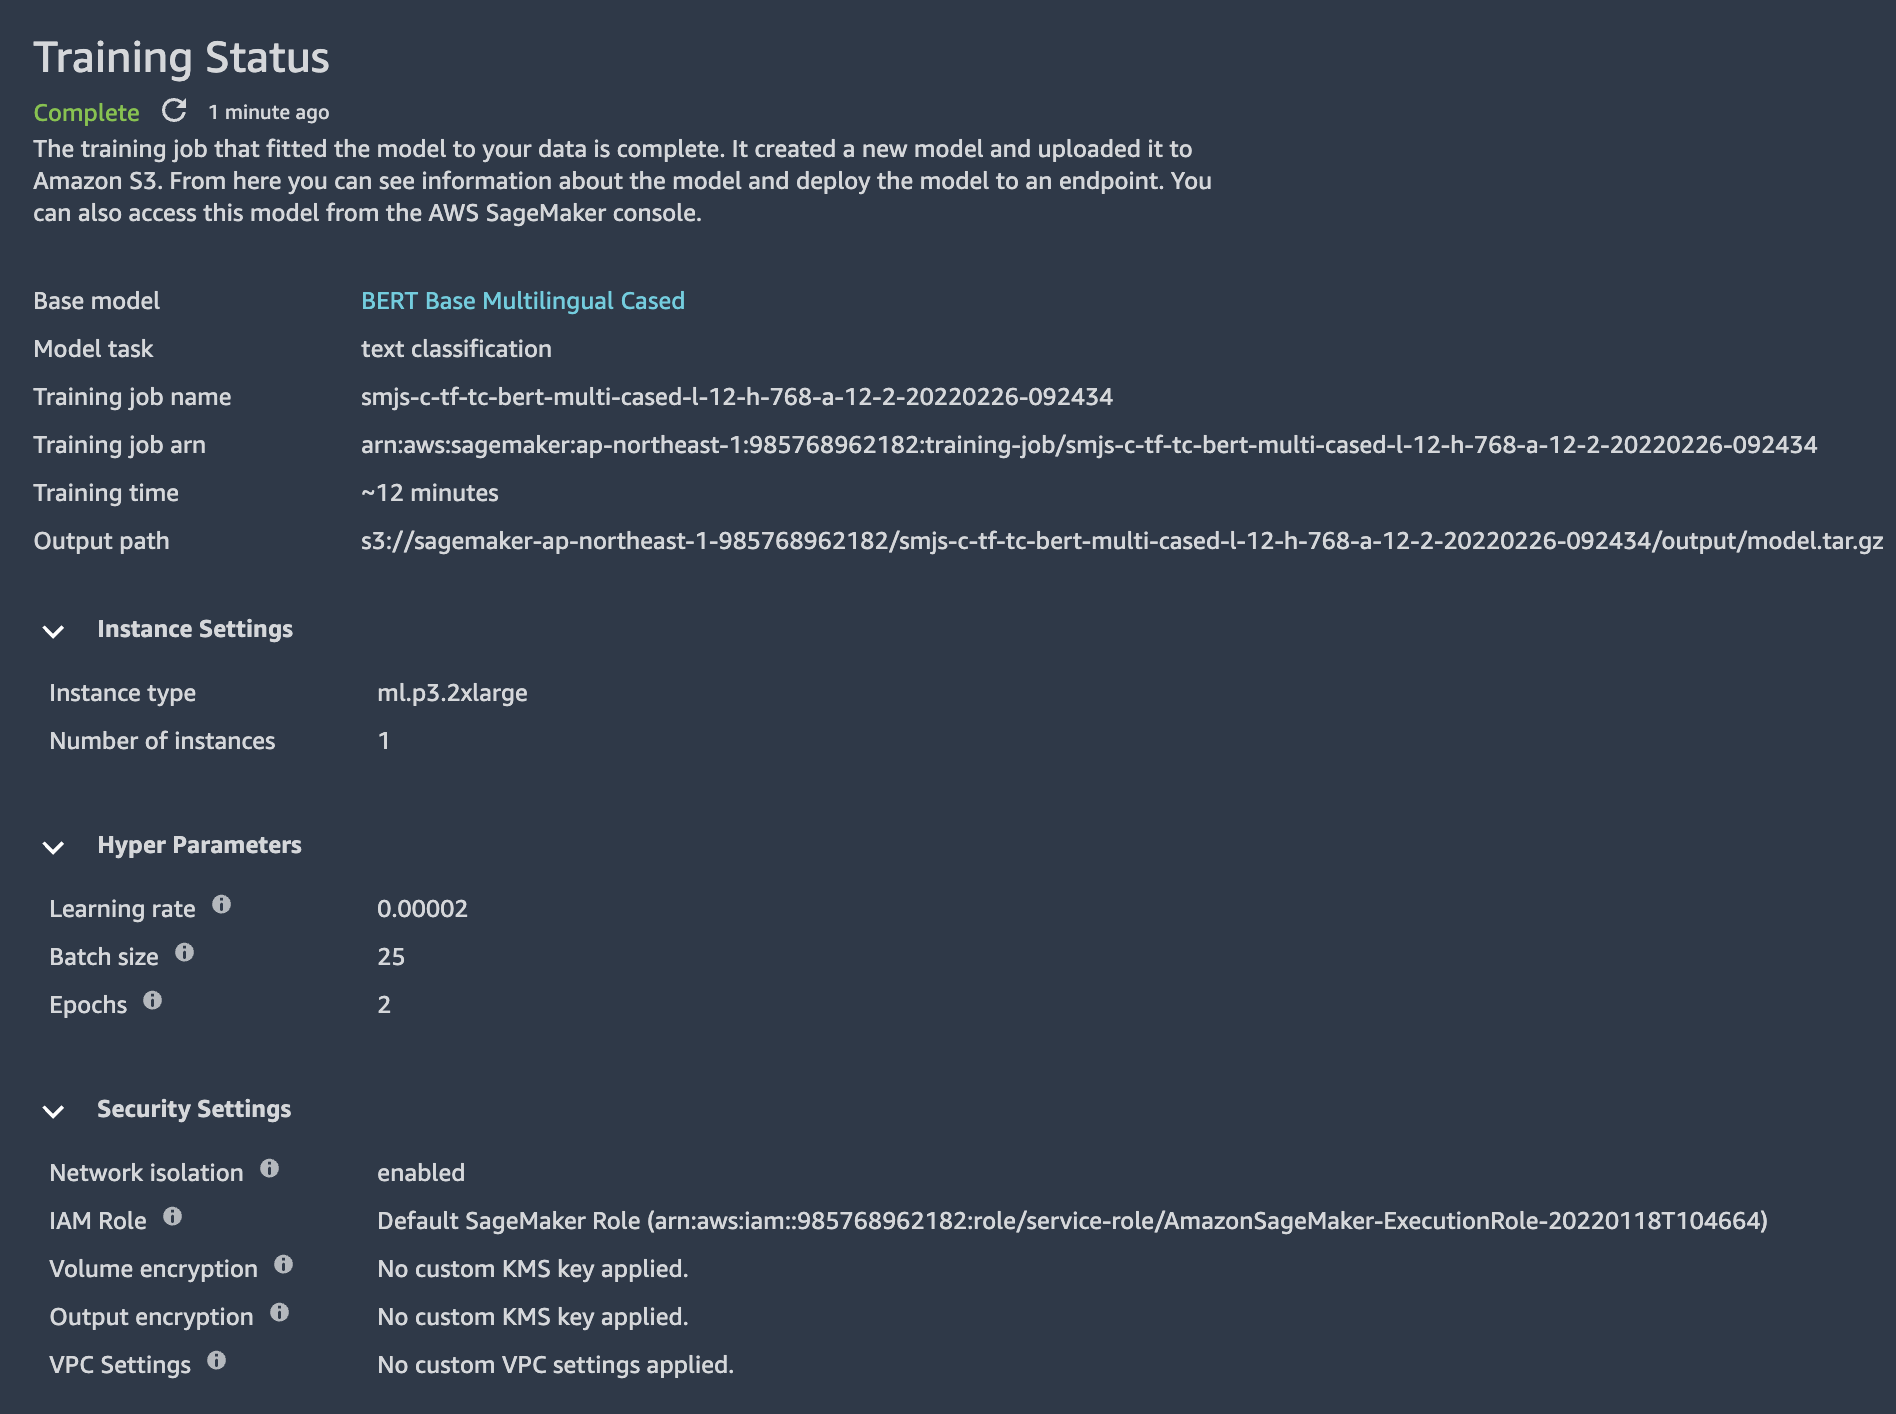 Training Status
Complete 1 minute ago
The training job that fitted the model to your data is complete. It created a new model and uploaded it to
Amazon S3. From here you can see information about the model and deploy the model to an endpoint. You
can also access this model from the AWS SageMaker console.
Base model BERT Base Multilingual Cased
Model task text classification
Training job name smjs-c-tf-tc-bert-multi-cased-l-12-h-768-a-12-2-20220226-092434
Training job arn arn:aws:sagemaker:ap-northeast-1:985768962182:training-job/smjs-c-tf-tc-bert-multi-cased-l-12-h-768-a-12-2-20220226-092434
Training time ~12 minutes
Output path s3://sagemaker-ap-northeast-1-985768962182/smjs-c-tf-tc-bert-multi-cased-l-12-h-768-a-12-2-20220226-092434/output/model.tar.gz
Instance Settings
Instance type ml.p3.2xlarge
Number of instances 1
Hyper Parameters
Learning rate 0.00002
Batch size 25
Epochs 2
Security Settings
Network isolation enabled
IAM Role Default SageMaker Role (arn:aws:iam::985768962182:role/service-role/AmazonSageMaker-ExecutionRole-20220118T104664)
Volume encryption No custom KMS key applied.
Output encryption No custom KMS key applied.
VPC Settings No custom VPC settings applied.